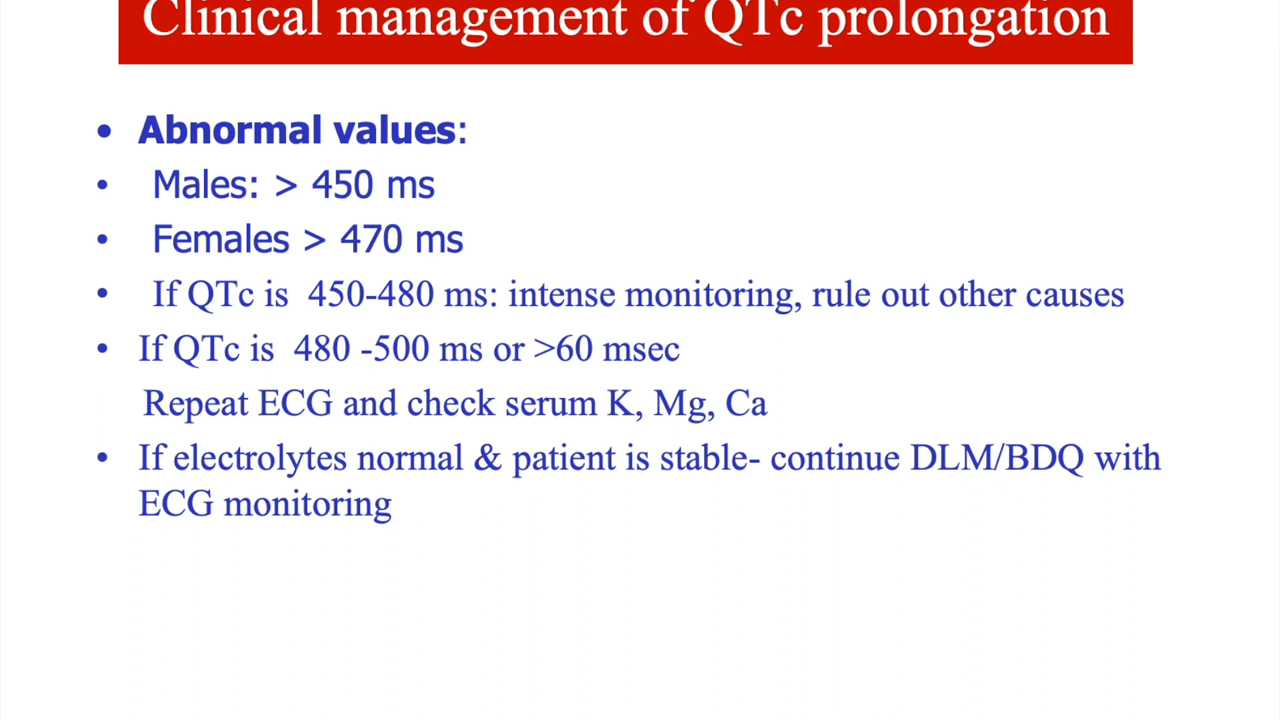 Clinical management of QTc prolongation
• Abnormal values:
• Males: > 450 ms
• Females > 470 ms
• If QTc is 450-480 ms: intense monitoring, rule out other causes
• If QTc is 480 -500 ms or >60 msec
Repeat ECG and check serum K, Mg, Ca
• If electrolytes normal & patient is stable- continue DLM/BDQ with
ECG monitoring